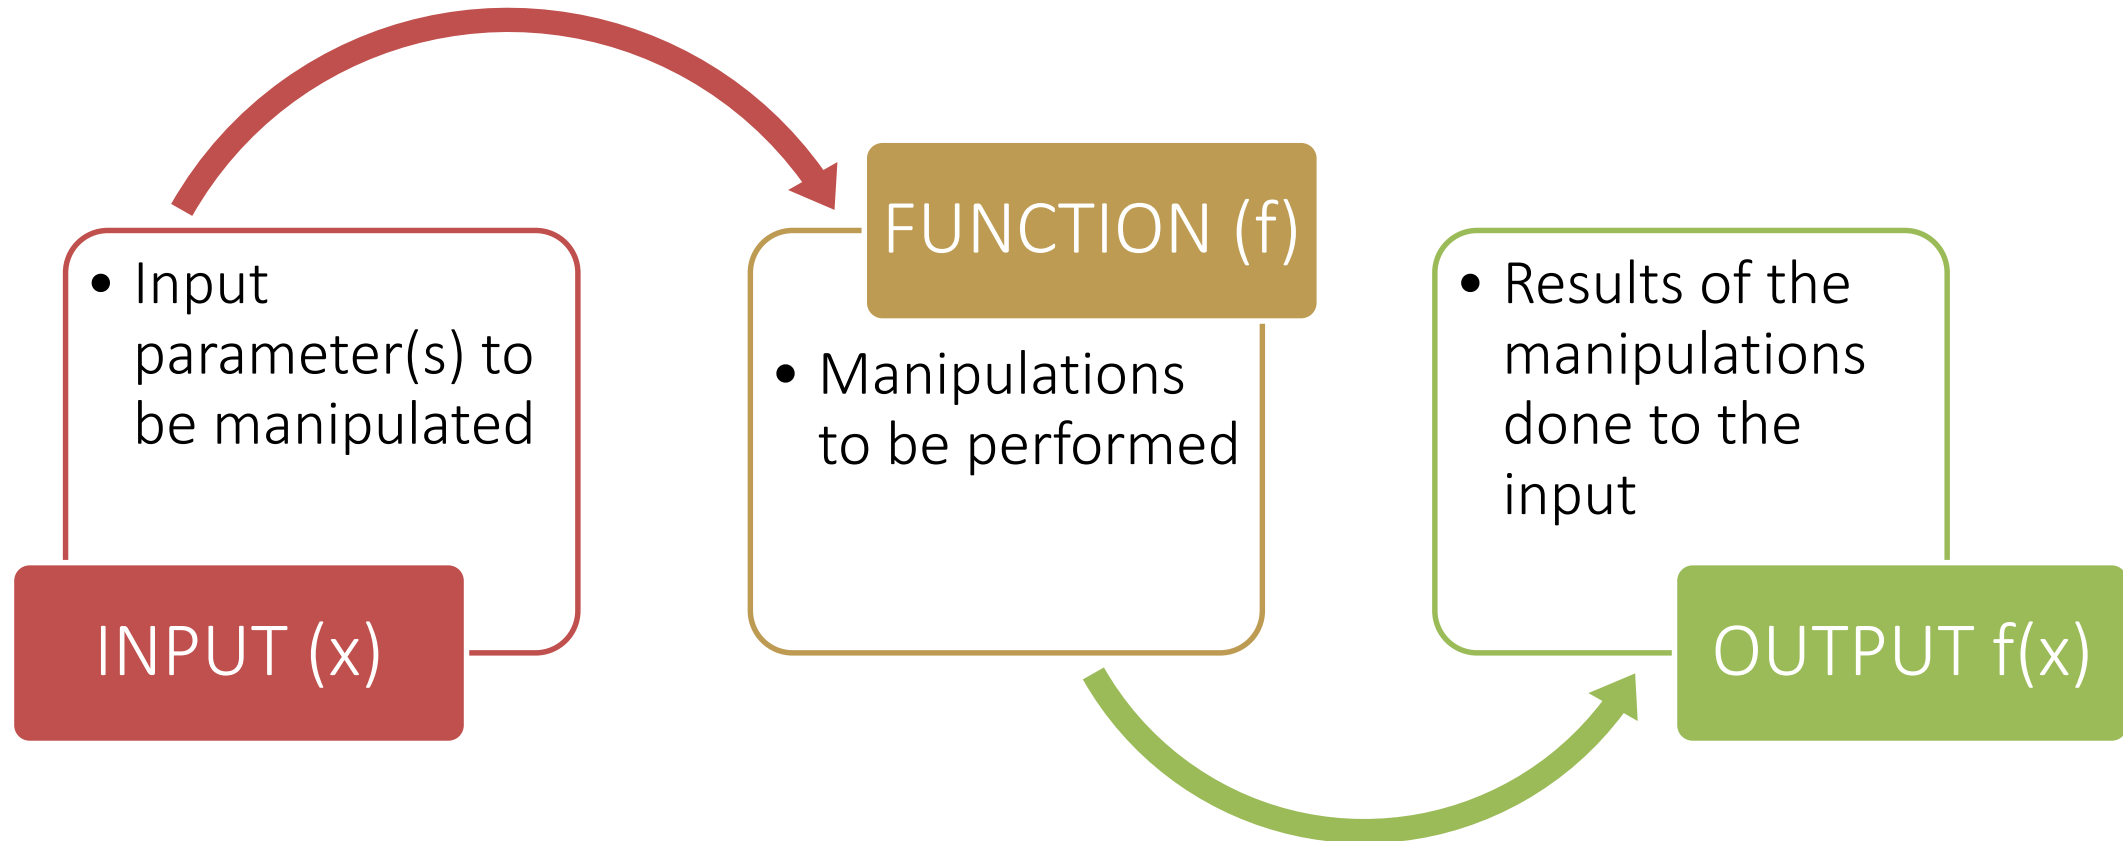 • Input
parameter(s) to
be manipulated
INPUT (x)
FUNCTION (f)
• Manipulations
to be performed
• Results of the
manipulations
done to the
input
OUTPUT f(x)